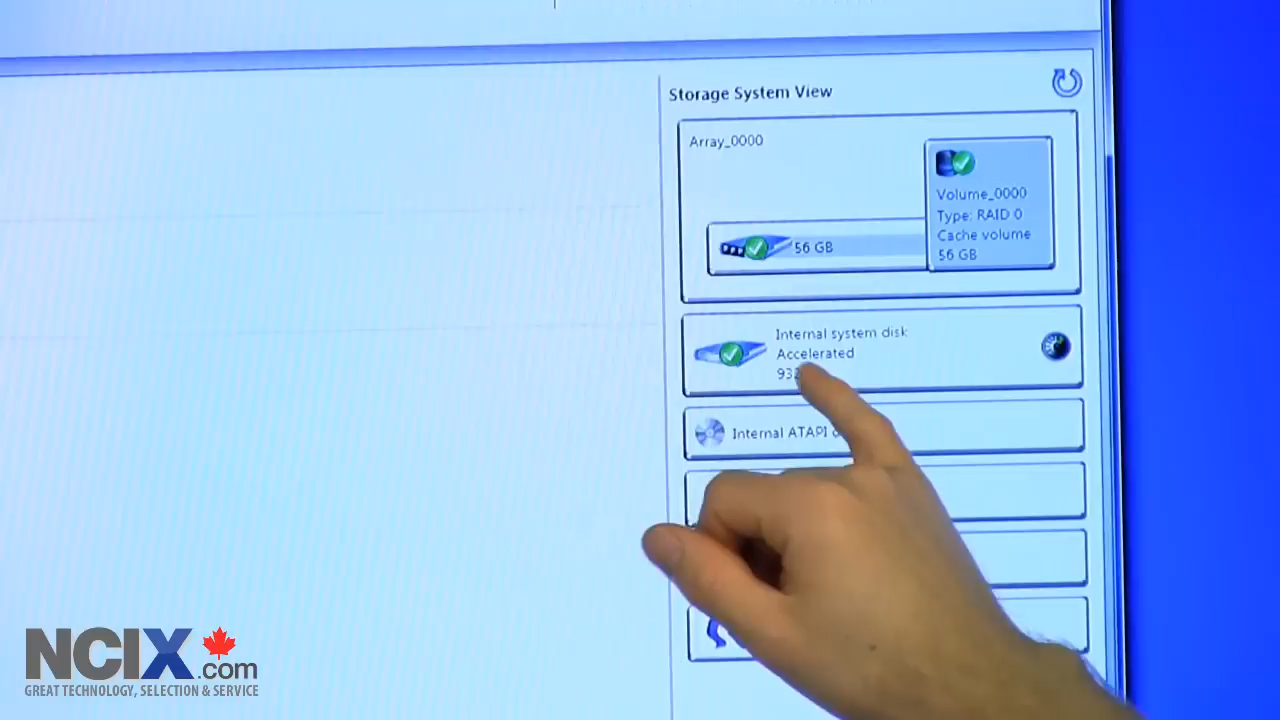 Storage System View
Array_0000
Volume_0000
Type: RAID 0
Cache volume
56 GB
56 GB
Internal system disk
Accelerated
Internal ATAPI
NCIX.com
GREAT TECHNOLOGY, SELECTION & SERVICE